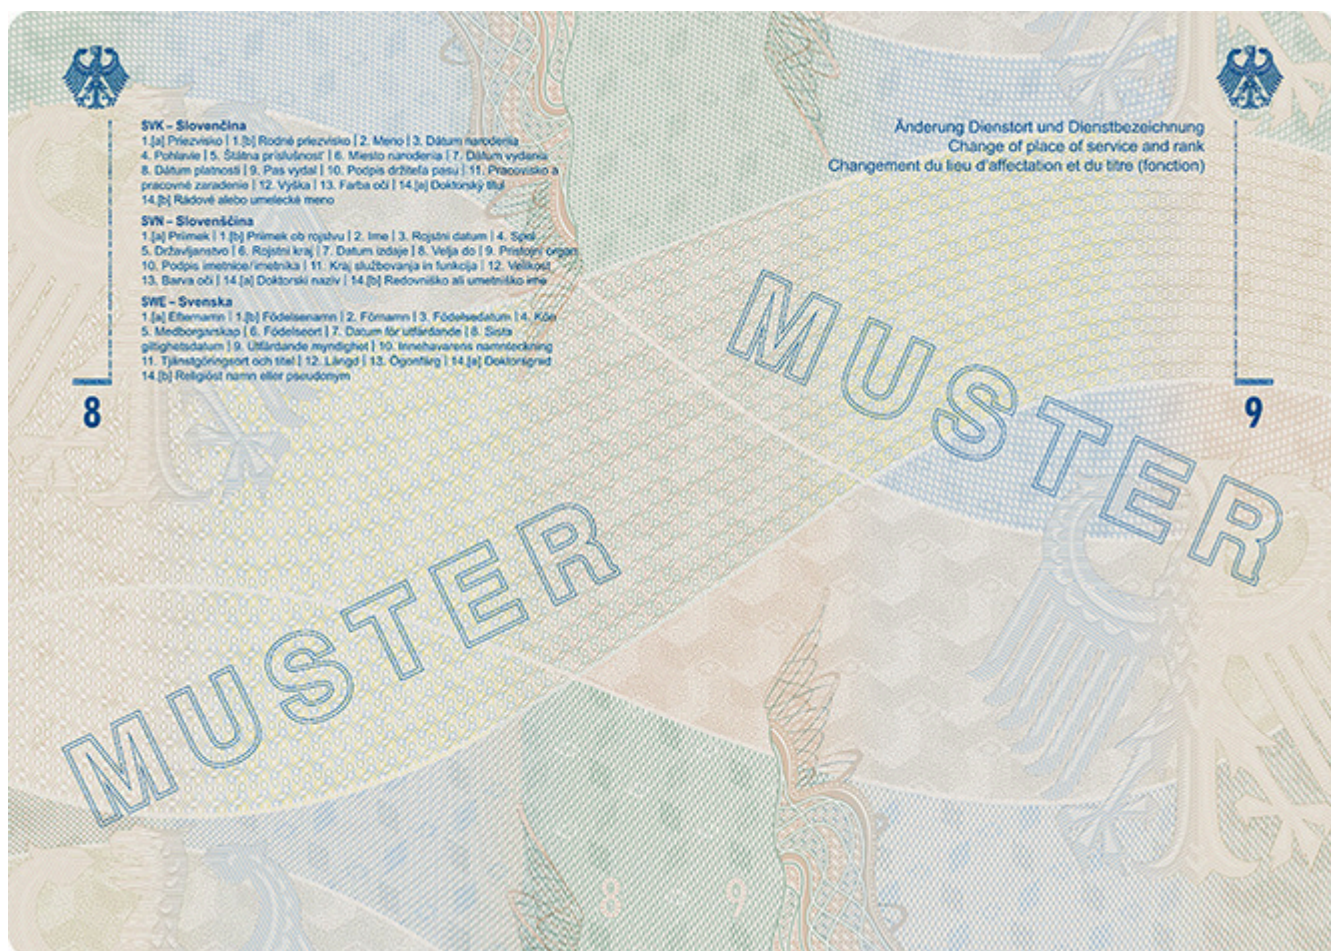 SVK – Slovenčina
1.[a] Priezvisko | 1.[b] Rodné priezvisko | 2. Meno | 3. Dátum narodenia
4. Pohlavie | 5. Štátna príslušnosť | 6. Miesto narodenia | 7. Dátum vydania
8. Dátum platnosti | 9. Pas vydal | 10. Podpis držiteľa pasu | 11. Pracovisko a
pracovné zaradenie | 12. Výška | 13. Farba očí | 14.[a] Doktorský titul
14.[b] Rádové alebo umelecké meno
SVN – Slovenščina
1.[a] Priimek | 1.[b] Priimek ob rojstvu | 2. Ime | 3. Rojstni datum | 4. Spol
5. Državljanstvo | 6. Rojstni kraj | 7. Datum izdaje | 8. Velja do | 9. Pristojni organ
10. Podpis imetnice/imetnika | 11. Kraj službovanja in funkcija | 12. Velikost
13. Barva oči | 14.[a] Doktorski naziv | 14.[b] Redovniško ali umetniško ime
SWE – Svenska
1.[a] Efternamn | 1.[b] Födelsenamn | 2. Förnamn | 3. Födelsedatum | 4. Kön
5. Medborgarskap | 6. Födelseort | 7. Datum för utfärdande | 8. Sista
giltighetsdatum | 9. Utfärdande myndighet | 10. Innehavarens namnteckning
11. Tjänstgöringsort och titel | 12. Längd | 13. Ögonfärg | 14.[a] Doktorsgrad
14.[b] Religiöst namn eller pseudonym
8
MUSTER
Änderung Dienstort und Dienstbezeichnung
Change of place of service and rank
Changement du lieu d'affectation et du titre (fonction)
9
MUSTER
8 9